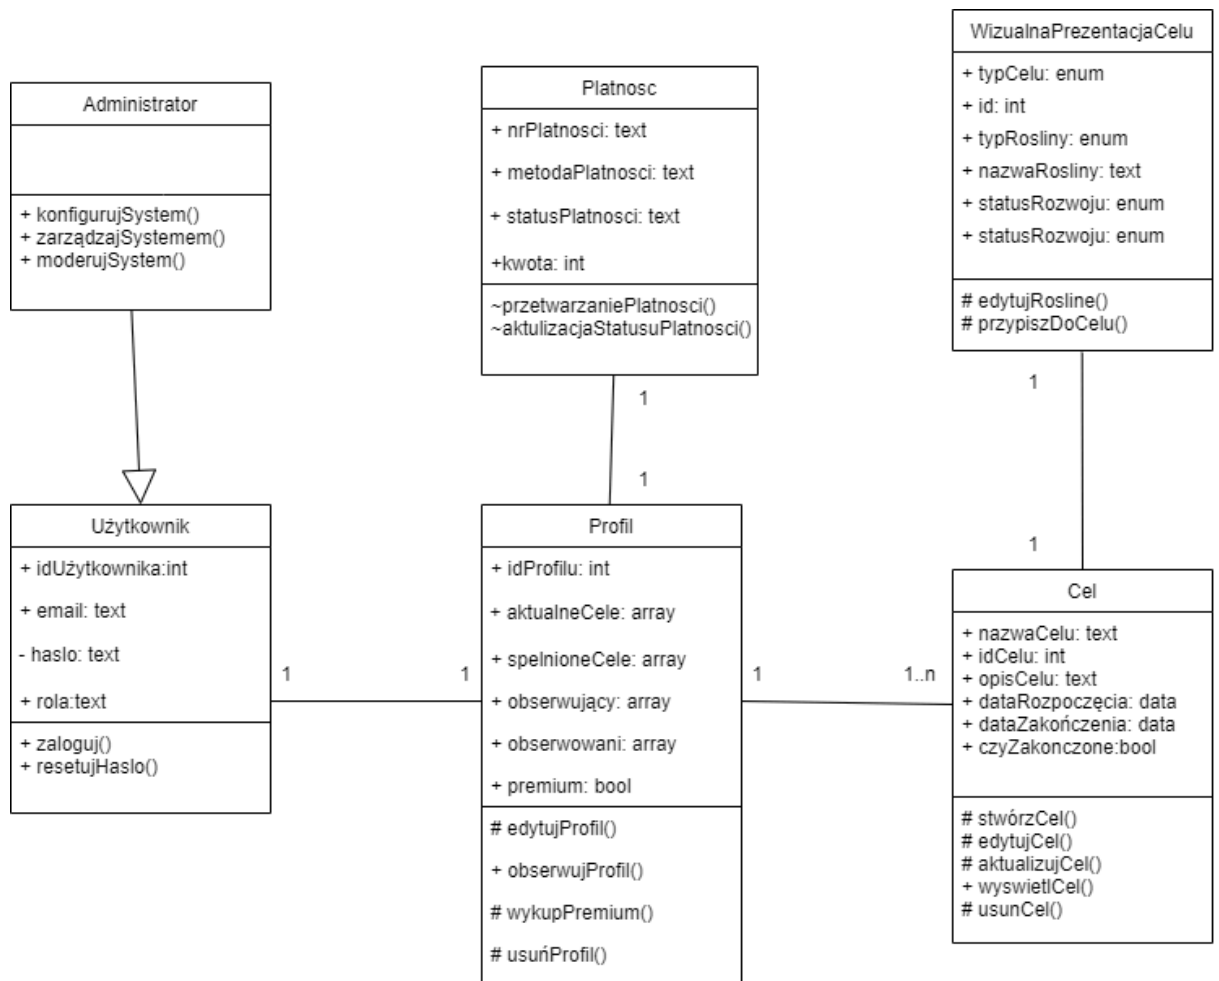 Administrator
+ konfigurujSystem()
+ zarządzajSystemem()
+ moderujSystem()
Platnosc
+ nrPlatnosci: text
+ metodaPlatnosci: text
+ statusPlatnosci: text
+kwota: int
~przetwarzaniePlatnosci()
~aktulizacjaStatusuPlatnosci()
WizualnaPrezentacjaCelu
+ typCelu: enum
+ id: int
+ typRosliny: enum
+ nazwaRosliny: text
+ statusRozwoju: enum
+ statusRozwoju: enum
# edytujRosline()
# przypiszDoCelu()
1
1
1
1
Użytkownik
+ idUżytkownika:int
+ email: text
- haslo: text
+ rola:text
+ zaloguj()
+ resetujHaslo()
1
1
Profil
+ idProfilu: int
+ aktualneCele: array
+ spelnioneCele: array
+ obserwujący: array
+ obserwowani: array
+ premium: bool
# edytujProfil()
+ obserwujProfil()
# wykupPremium()
# usuńProfil()
1
1..n
Cel
+ nazwaCelu: text
+ idCelu: int
+ opisCelu: text
+ dataRozpoczęcia: data
+ dataZakończenia: data
+ czyZakonczone:bool
# stwórzCel()
# edytujCel()
# aktualizujCel()
+ wyswietlCel()
# usunCel()